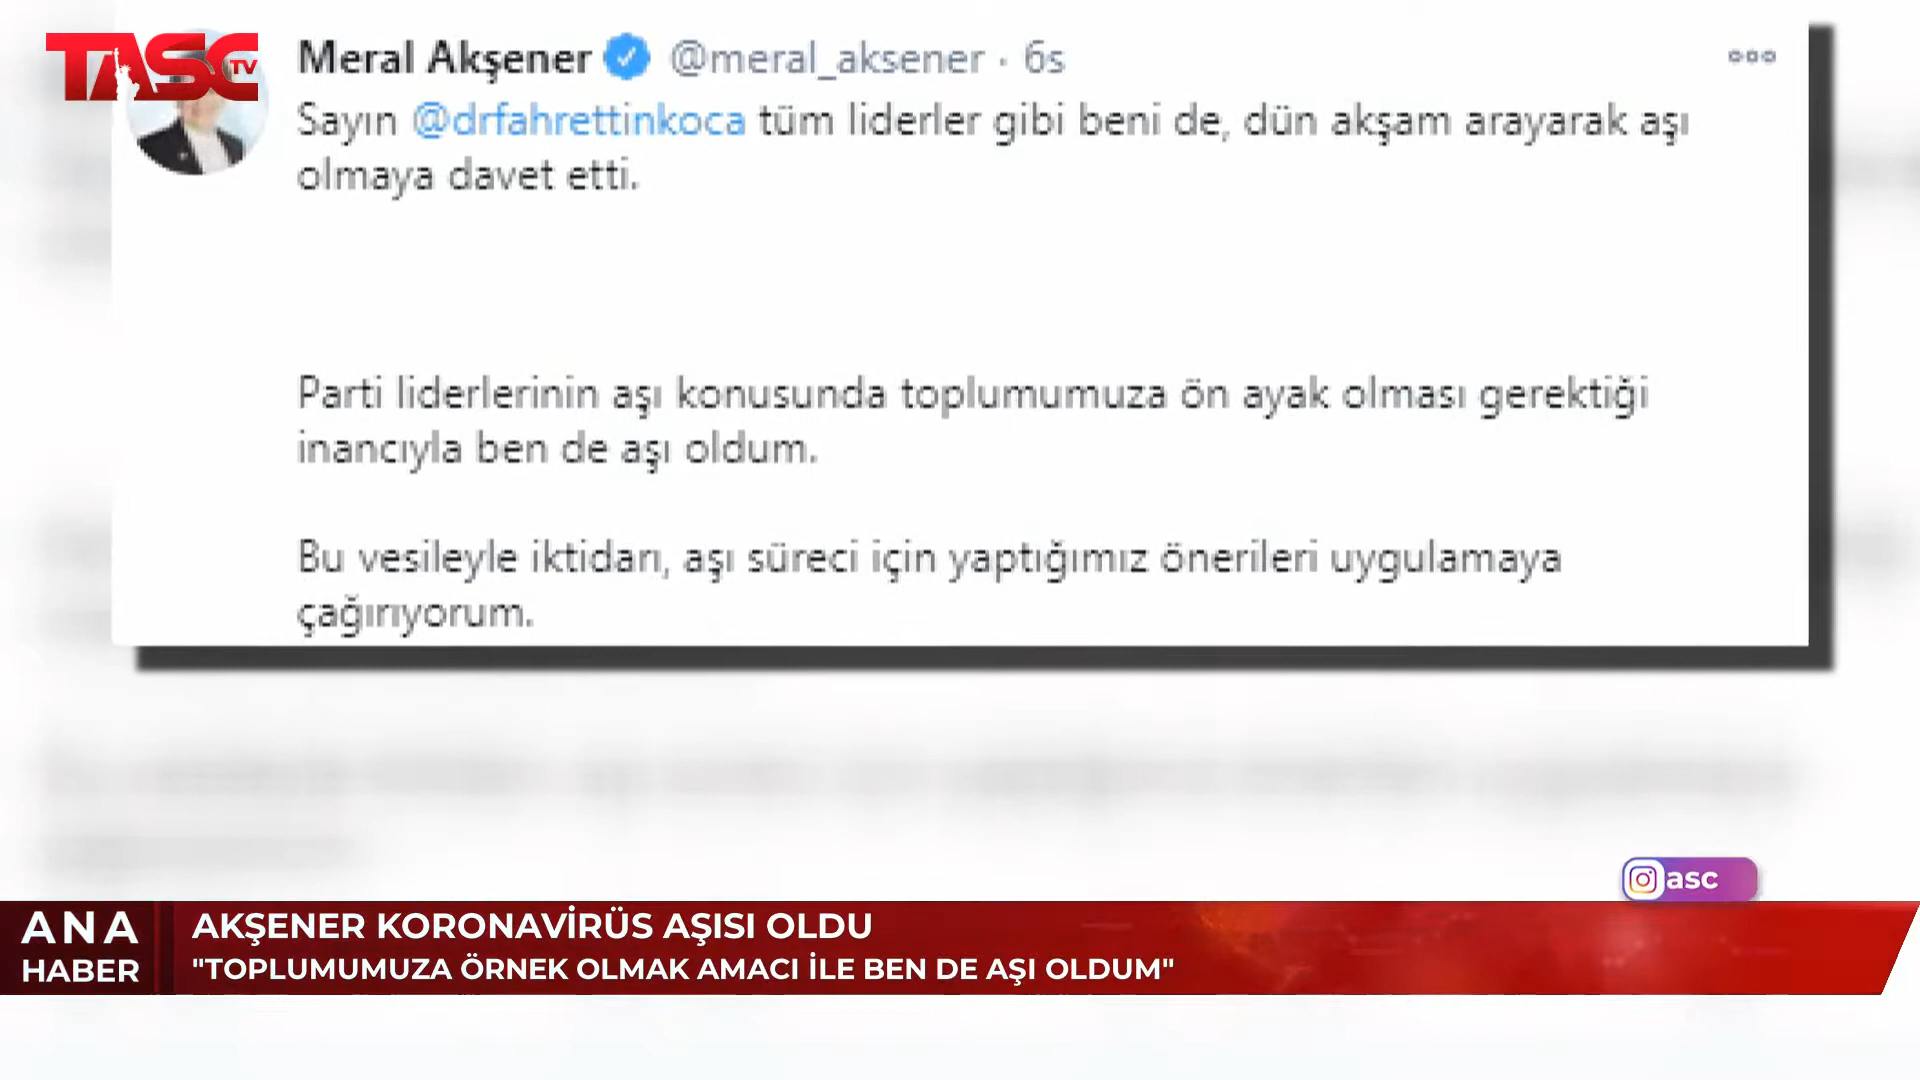 TASC TV
Meral Akşener @meral_aksener · 6s
Sayın @drfahrettinkoca tüm liderler gibi beni de, dün akşam arayarak aşı
olmaya davet etti.
Parti liderlerinin aşı konusunda toplumumuza ön ayak olması gerektiği
inancıyla ben de aşı oldum.
Bu vesileyle iktidarı, aşı süreci için yaptığımız önerileri uygulamaya
çağırıyorum.
asc
ANA
HABER
AKŞENER KORONAVİRÜS AŞISI OLDU
"TOPLUMUMUZA ÖRNEK OLMAK AMACI İLE BEN DE AŞI OLDUM"